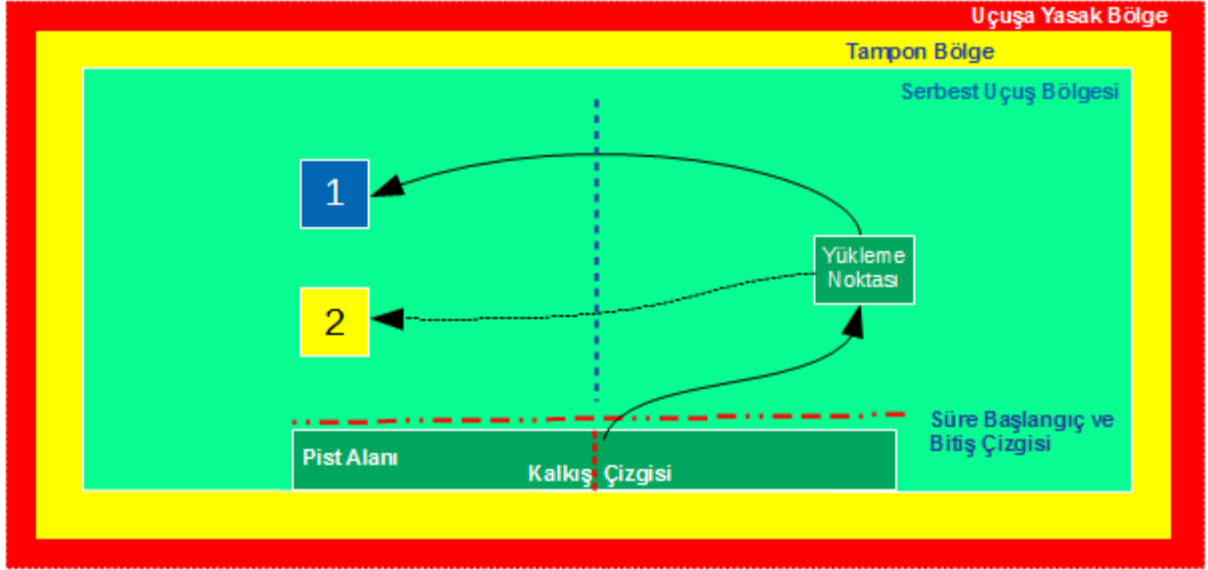 Uçuşa Yasak Bölge
Tampon Bölge
Serbest Uçuş Bölgesi
1
Yükleme
Noktası
2
Süre Başlangıç ve
Bitiş Çizgisi
Pist Alanı
Kalkış Çizgisi